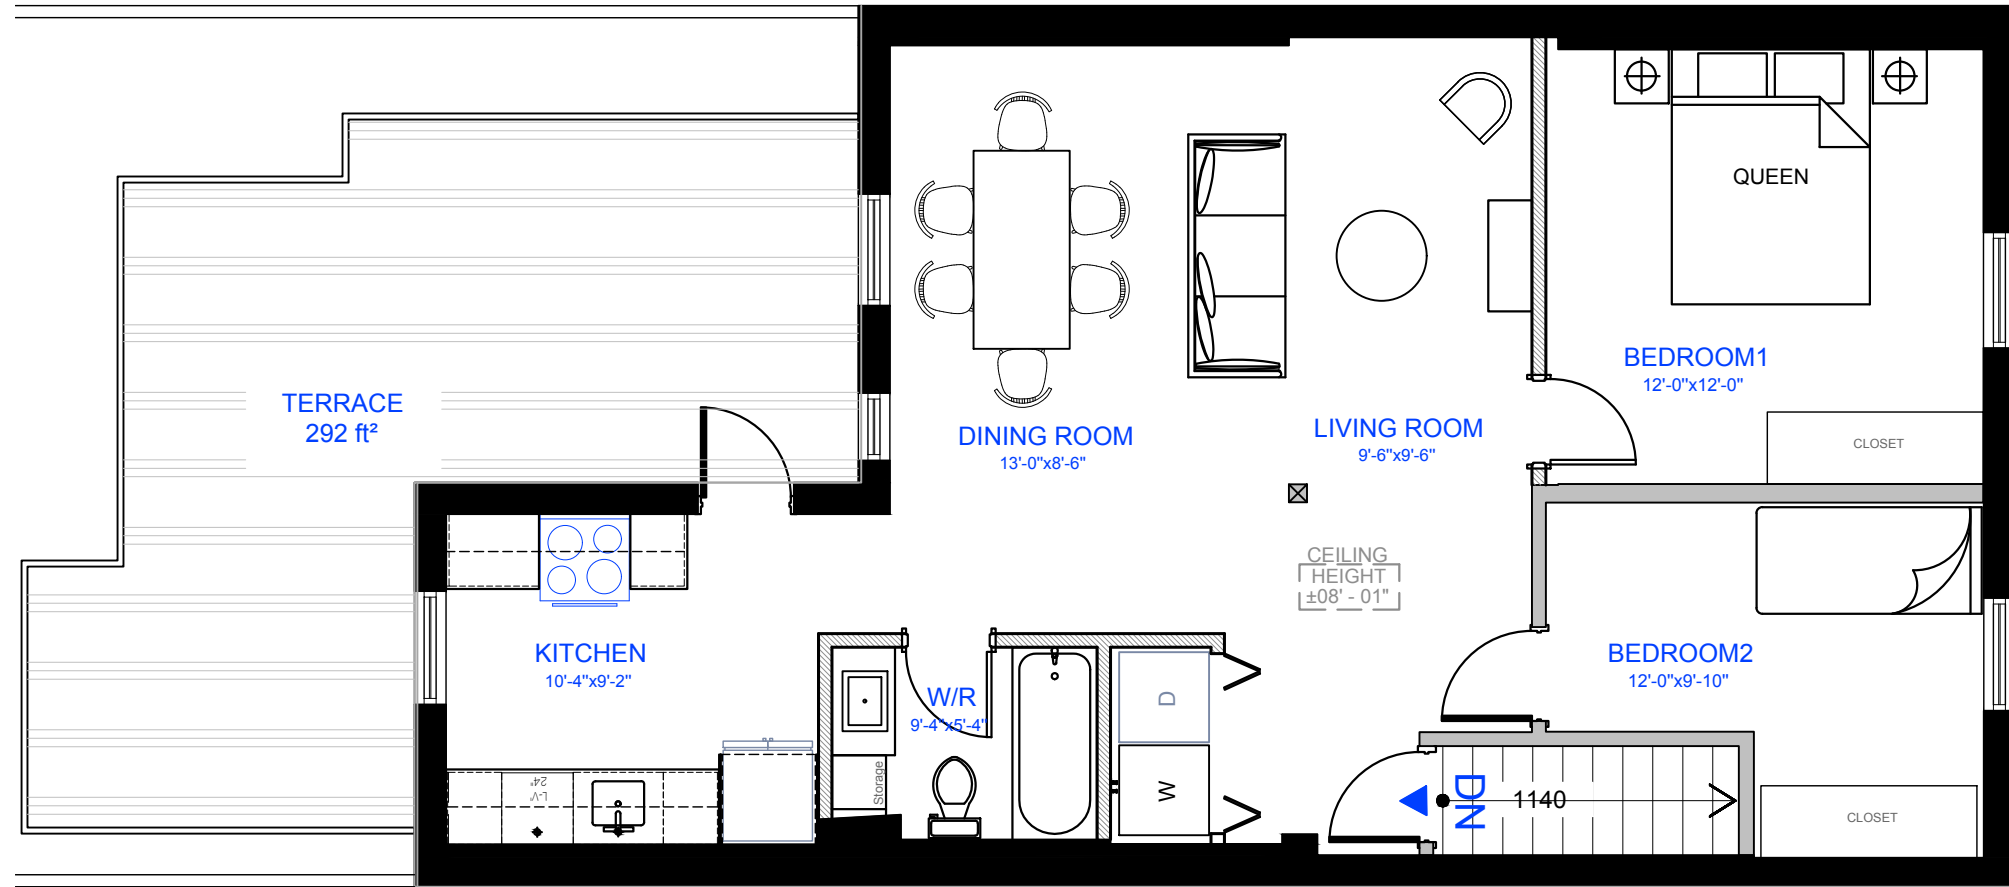 QUEEN
BEDROOM1
12'-0"x12'-0"
CLOSET
TERRACE
292 ft²
DINING ROOM
13'-0"x8'-6"
LIVING ROOM
9'-6"x9'-6"
CEILING
HEIGHT
±08' - 01"
KITCHEN
10'-4"x9'-2"
W/R
9'-4"x5'-4"
BEDROOM2
12'-0"x9'-10"
D
W
Storage
L-V
24"
DN
1140
CLOSET